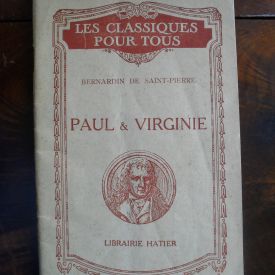 LES CLASSIQUES
POUR TOUS
BERNARDIN DE SAINT-PIERRE
PAUL & VIRGINIE
LIBRAIRIE HATIER